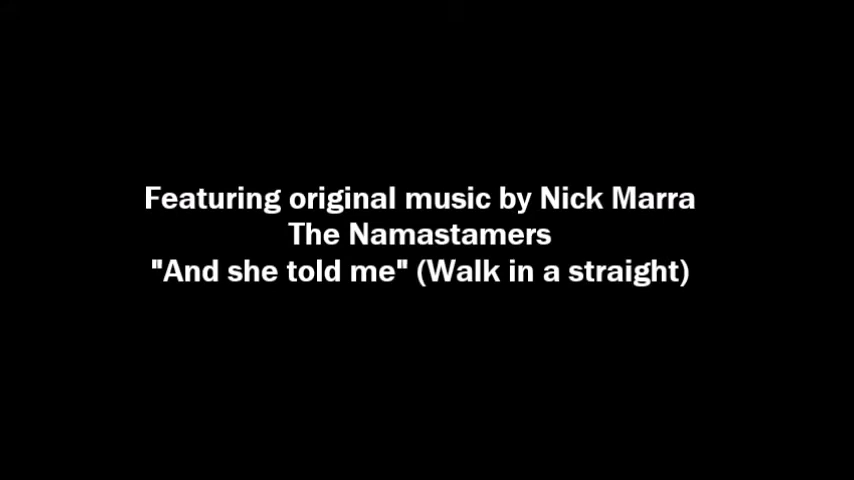 Featuring original music by Nick Marra
The Namastamers
"And she told me" (Walk in a straight)